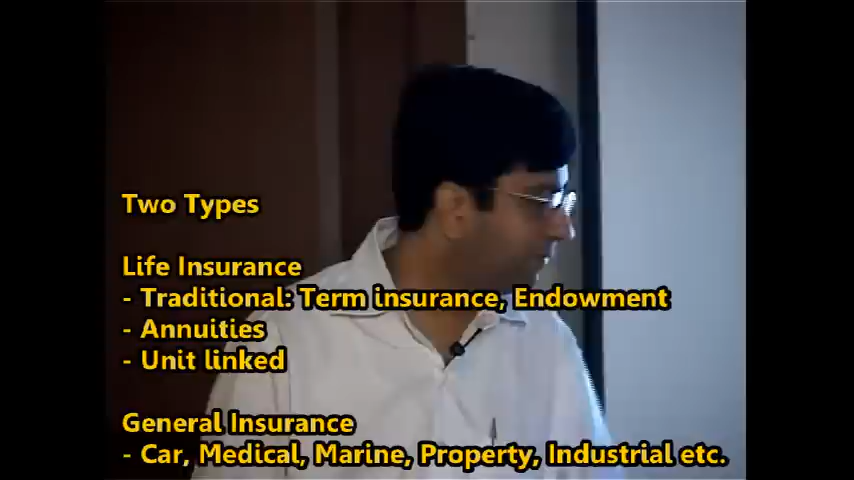 Two Types
Life Insurance
- Traditional: Term insurance, Endowment
- Annuities
- Unit linked
General Insurance
- Car, Medical, Marine, Property, Industrial etc.